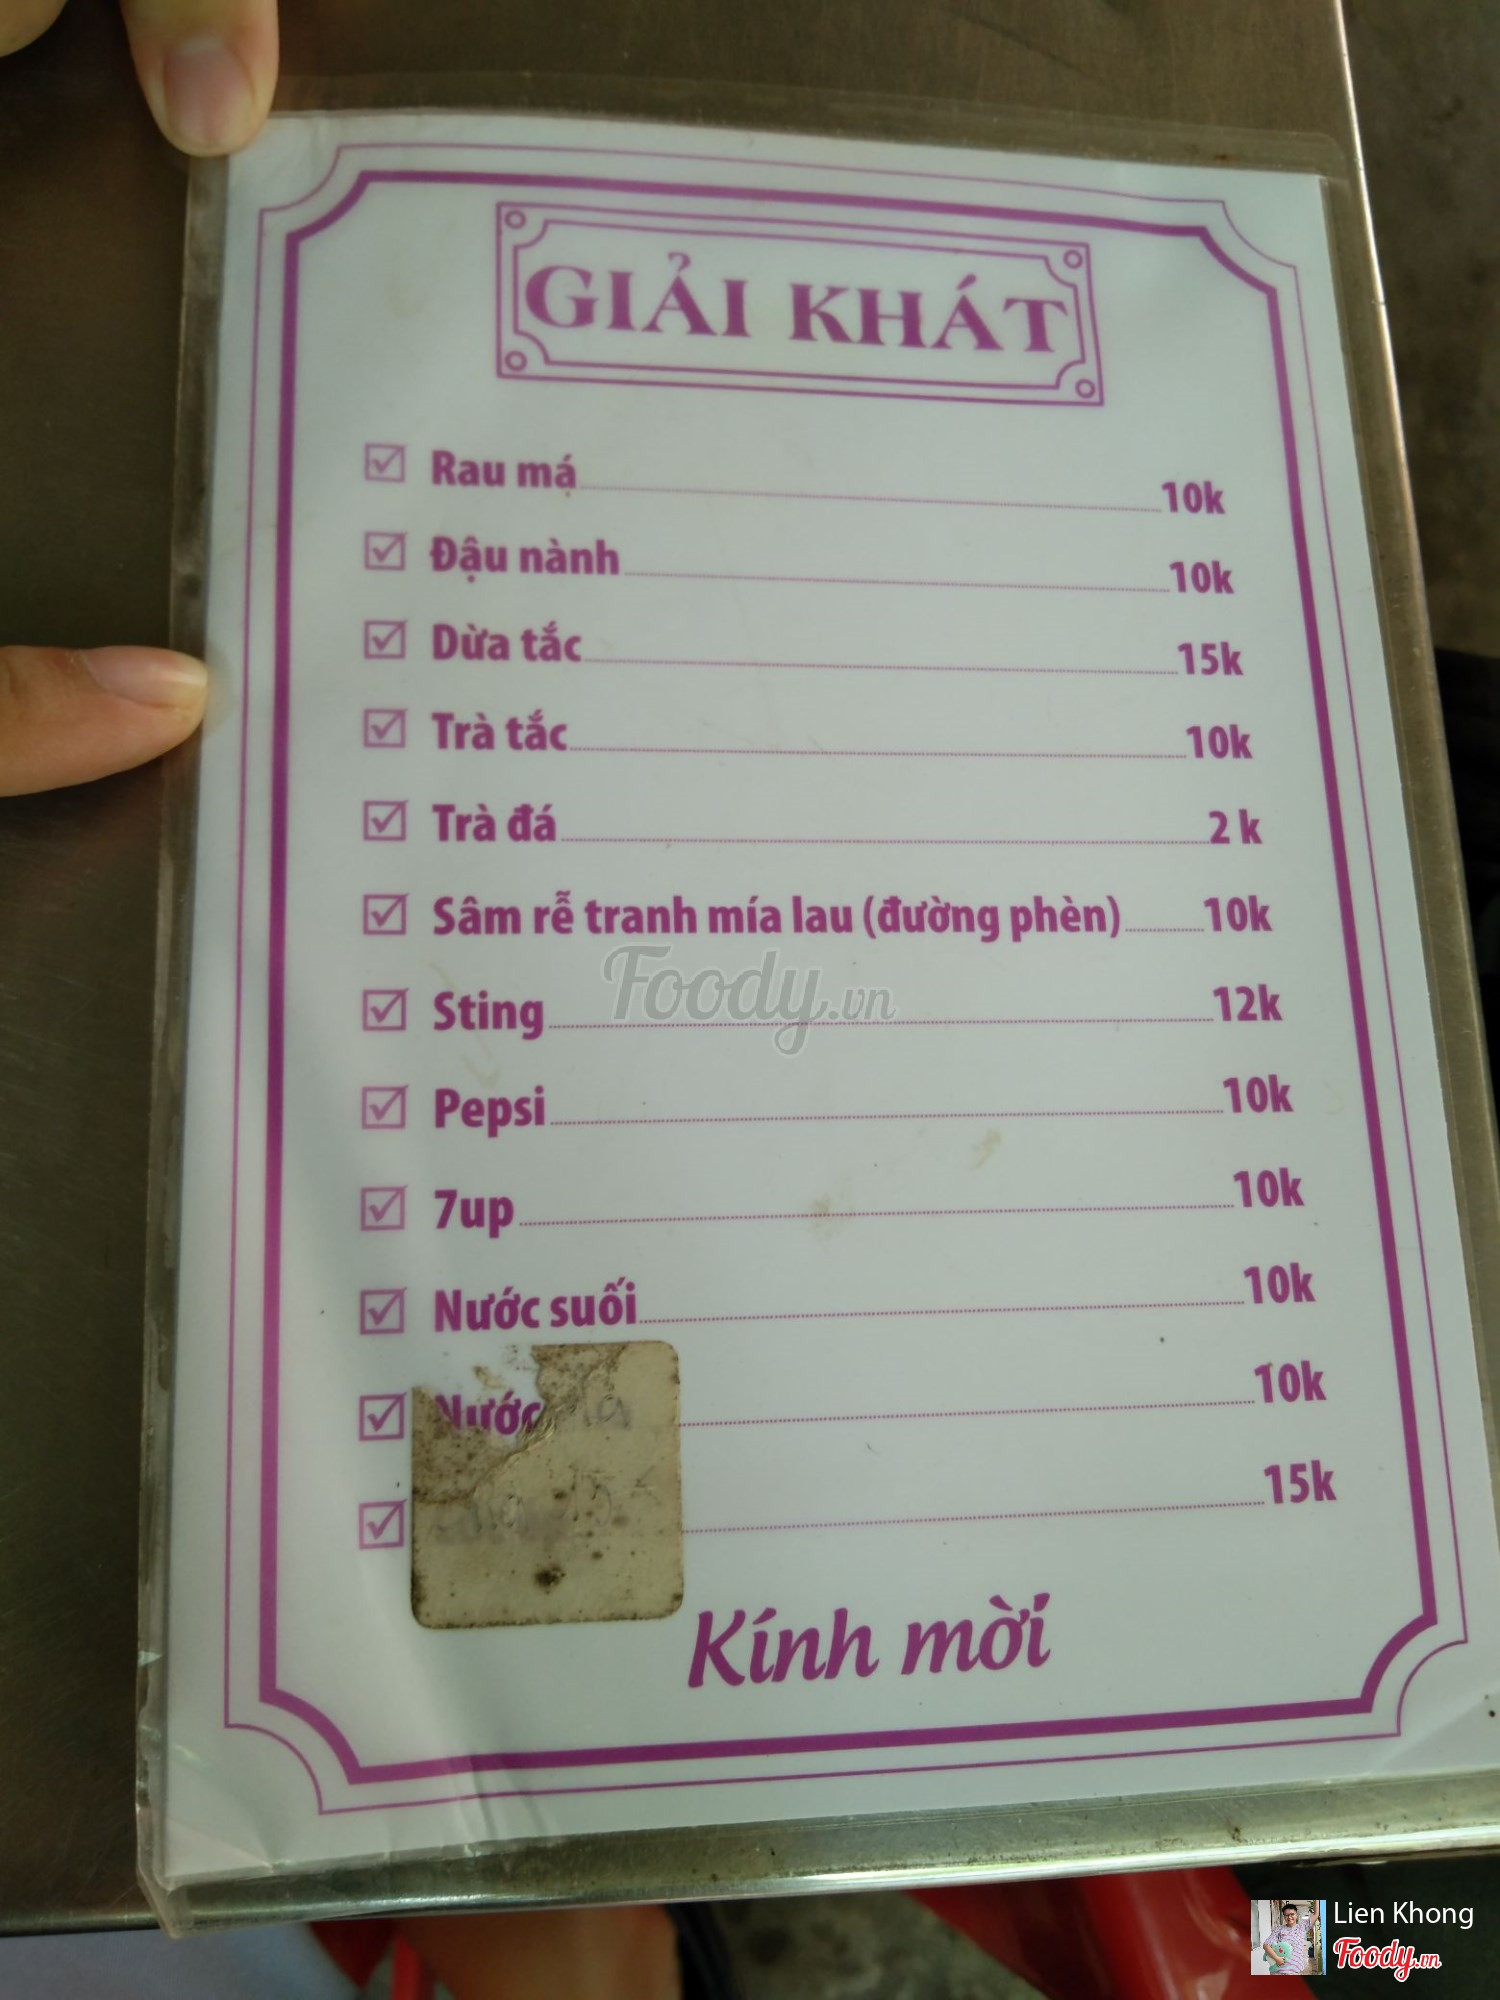 GIẢI KHÁT
Rau má 10k
Đậu nành 10k
Dừa tắc 15k
Trà tắc 10k
Trà đá 2 k
Sâm rễ tranh mía lau (đường phèn) 10k
Sting 12k
Foody.vn
Pepsi 10k
7up 10k
Nước suối 10k
Nước 10k
15k
Kính mời
Lien Khong
Foody.vn